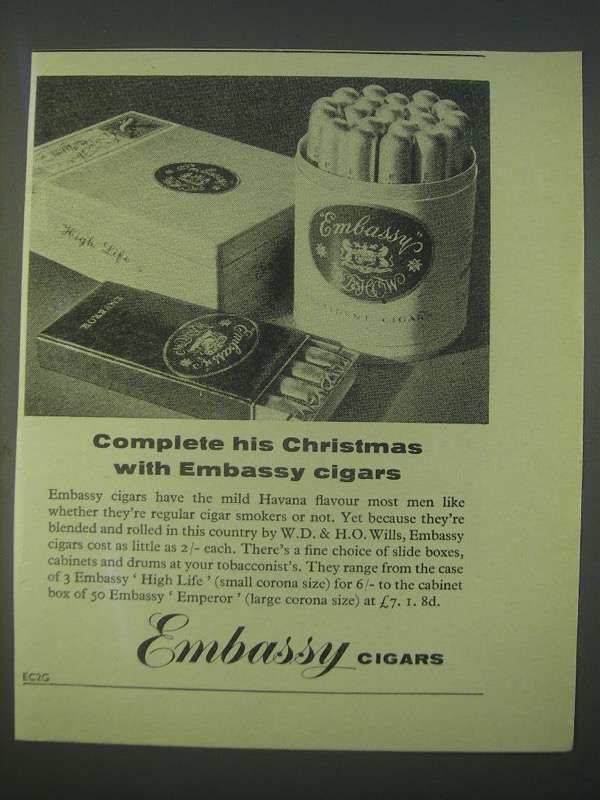 High Life
"Embassy"
W.D.&H.O.W
CIGARS
EMPEROR
Embassy
Complete his Christmas
with Embassy cigars
Embassy cigars have the mild Havana flavour most men like
whether they're regular cigar smokers or not. Yet because they're
blended and rolled in this country by W.D. & H.O. Wills, Embassy
cigars cost as little as 2/- each. There's a fine choice of slide boxes,
cabinets and drums at your tobacconist's. They range from the case
of 3 Embassy ‘ High Life ’ (small corona size) for 6/- to the cabinet
box of 50 Embassy ‘ Emperor ’ (large corona size) at £7. 1. 8d.
Embassy CIGARS
EC2G